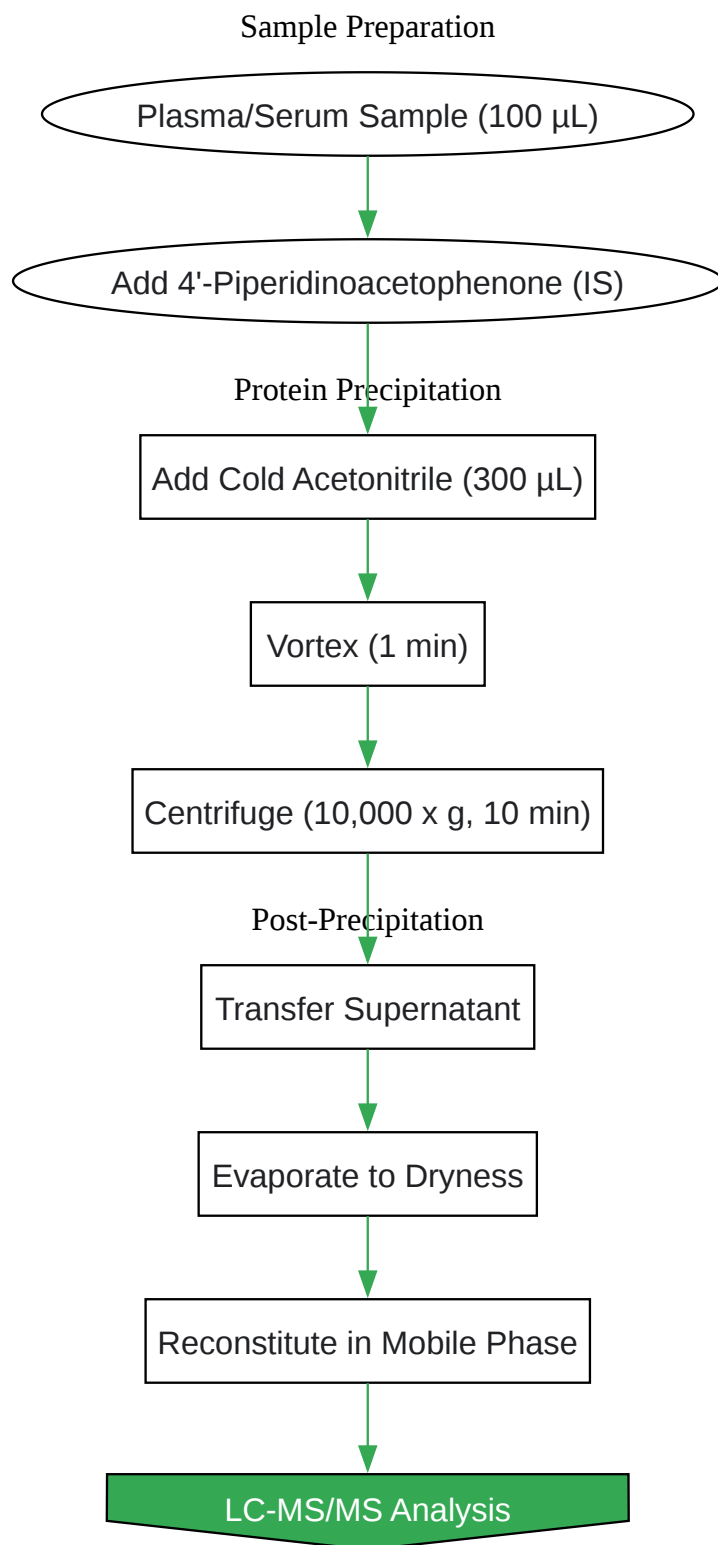 Sample Preparation
Plasma/Serum Sample (100 µL)
Add 4'-Piperidinoacetophenone (IS)
Protein Precipitation
Add Cold Acetonitrile (300 µL)
Vortex (1 min)
Centrifuge (10,000 x g, 10 min)
Post-Precipitation
Transfer Supernatant
Evaporate to Dryness
Reconstitute in Mobile Phase
LC-MS/MS Analysis